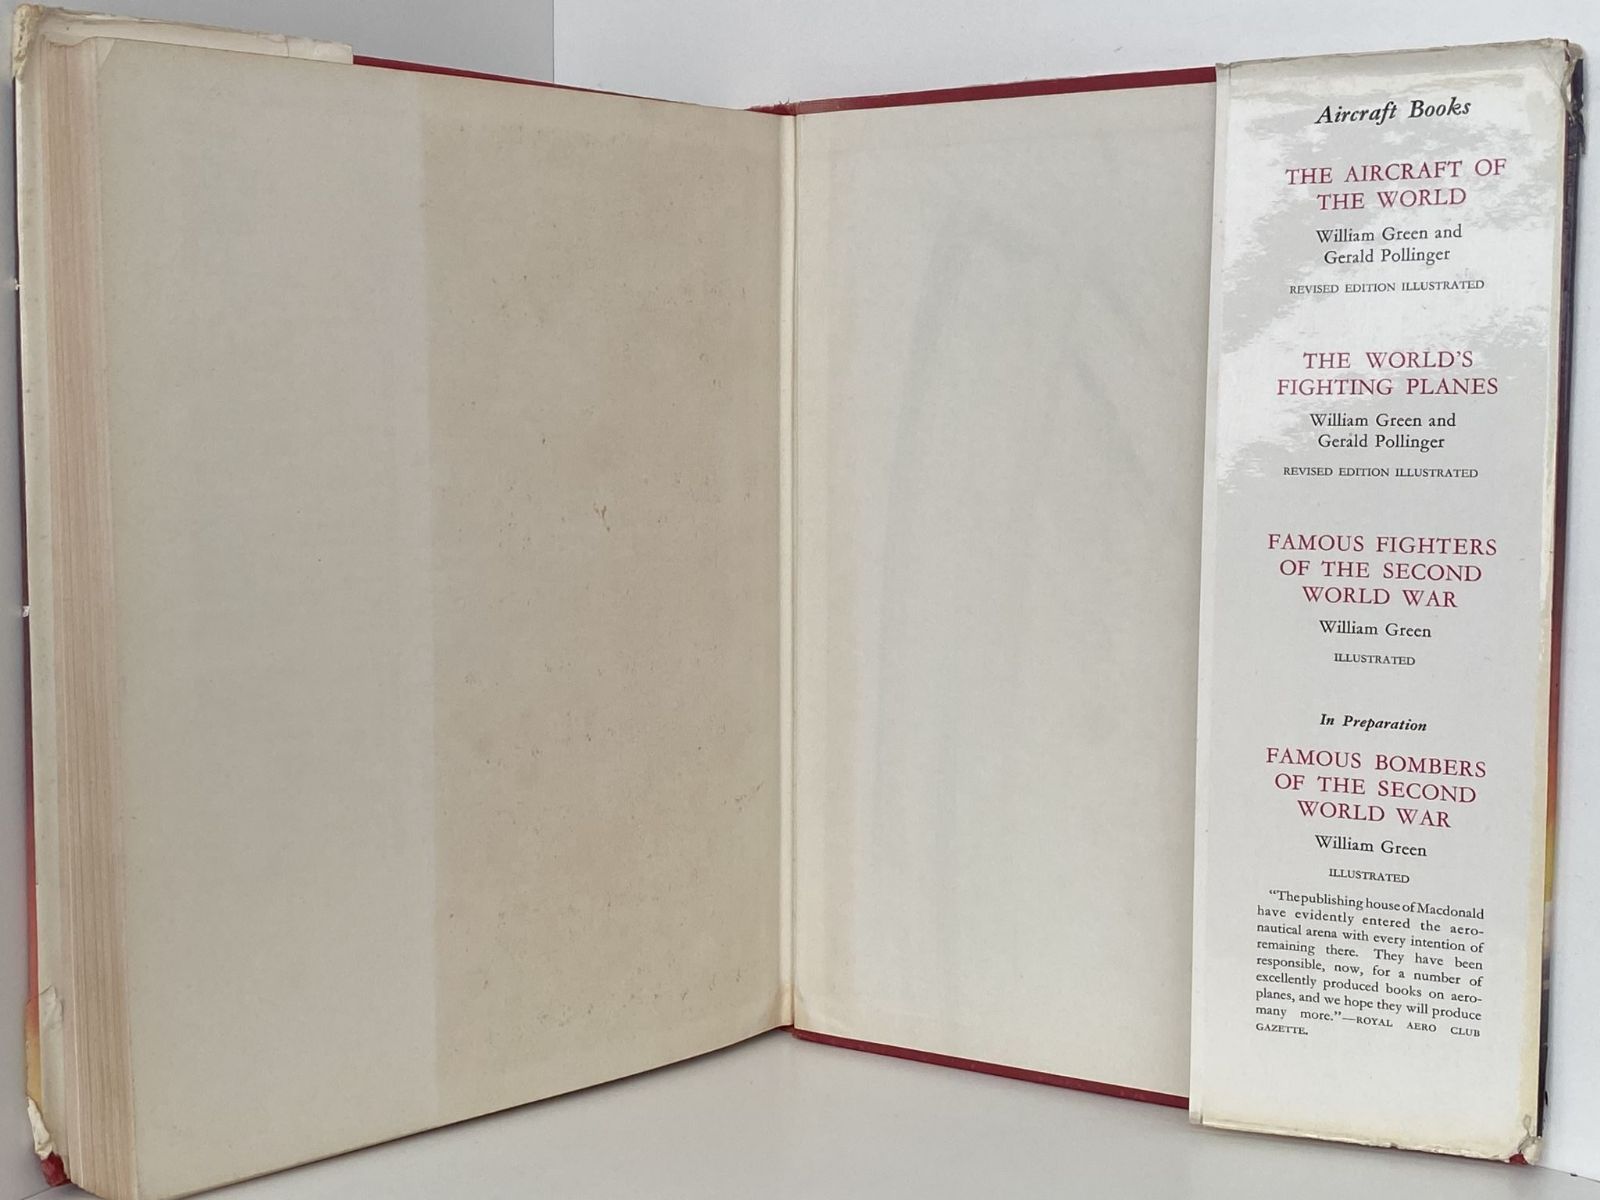 Aircraft Books
THE AIRCRAFT OF
THE WORLD
William Green and
Gerald Pollinger
REVISED EDITION ILLUSTRATED
THE WORLD'S
FIGHTING PLANES
William Green and
Gerald Pollinger
REVISED EDITION ILLUSTRATED
FAMOUS FIGHTERS
OF THE SECOND
WORLD WAR
William Green
ILLUSTRATED
In Preparation
FAMOUS BOMBERS
OF THE SECOND
WORLD WAR
William Green
ILLUSTRATED
“The publishing house of Macdonald
have evidently entered the aero-
nautical arena with every intention of
remaining there. They have been
responsible, now, for a number of
excellently produced books on aero-
planes, and we hope they will produce
many more.”—ROYAL AERO CLUB
GAZETTE.